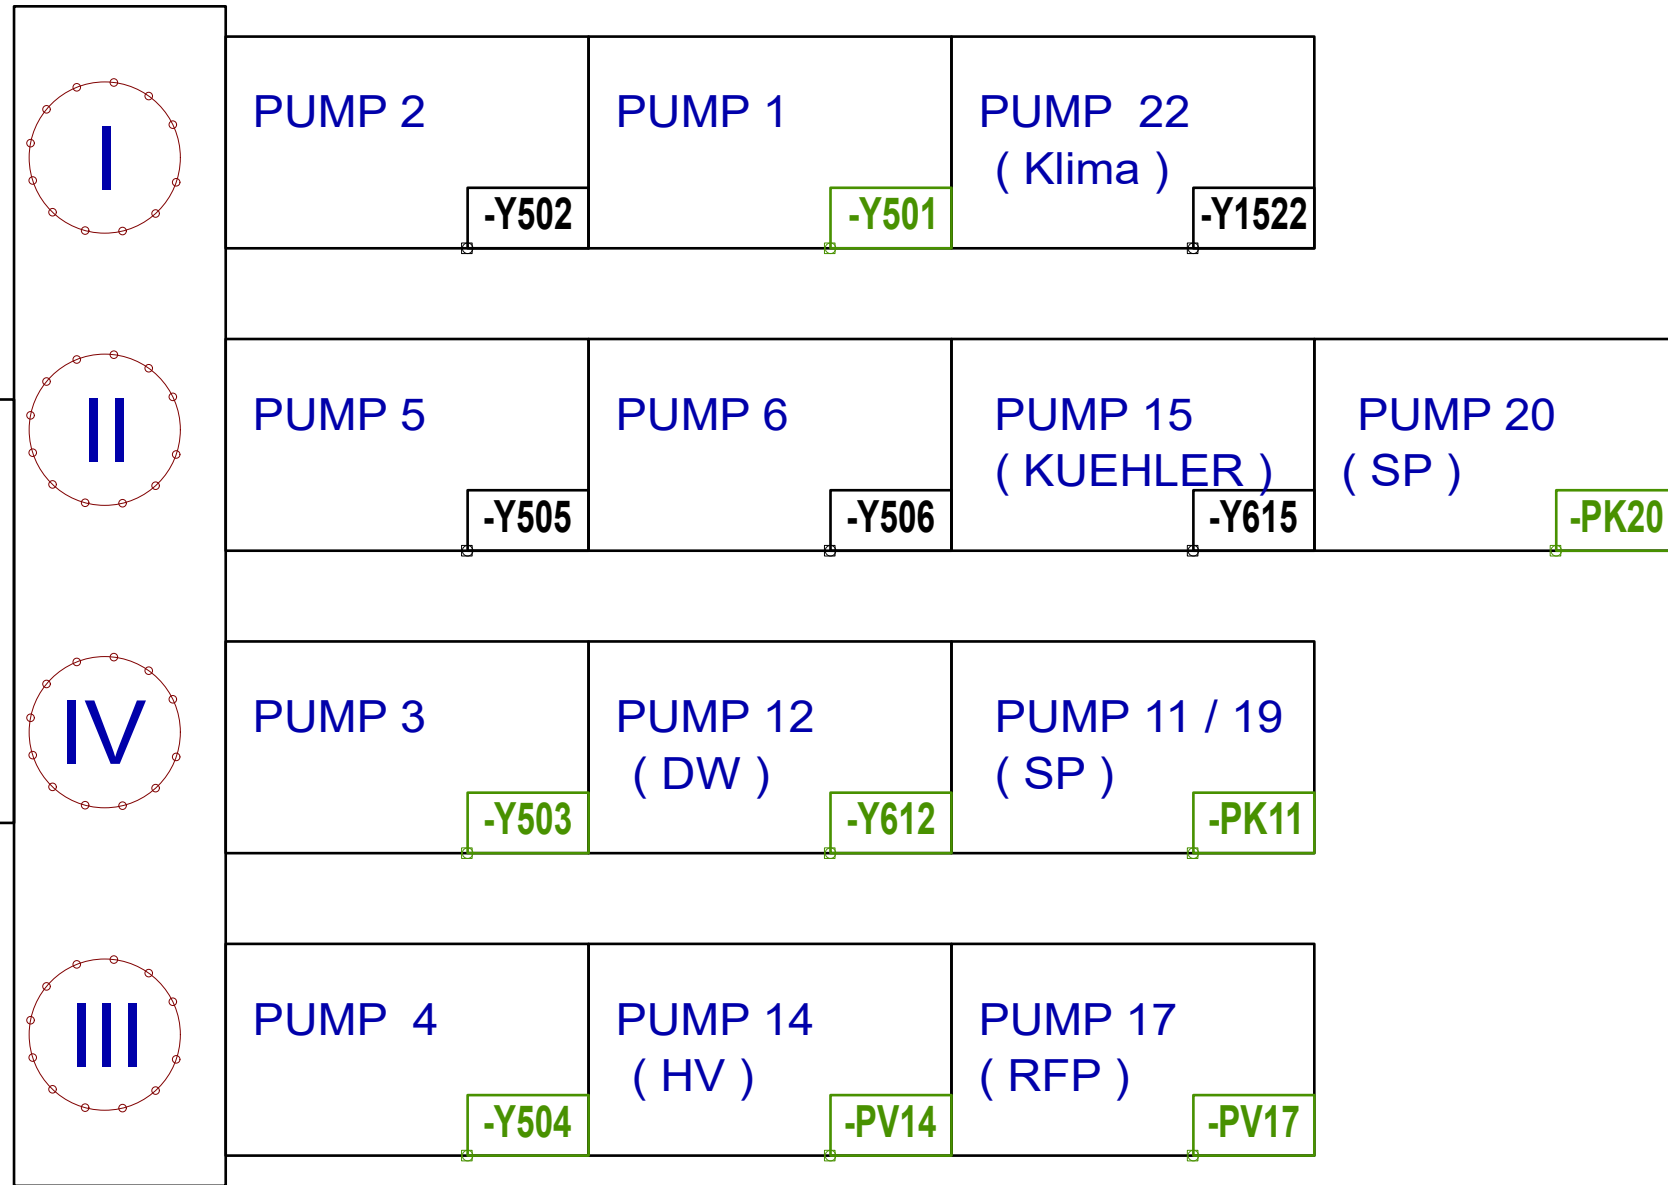 I
PUMP 2
-Y502
PUMP 1
-Y501
PUMP  22
( Klima )
-Y1522
II
PUMP 5
-Y505
PUMP 6
-Y506
PUMP 15
( KUEHLER )
-Y615
PUMP 20
( SP )
-PK20
IV
PUMP 3
-Y503
PUMP 12
( DW )
-Y612
PUMP 11 / 19
( SP )
-PK11
III
PUMP  4
-Y504
PUMP 14
( HV )
-PV14
PUMP 17
( RFP )
-PV17